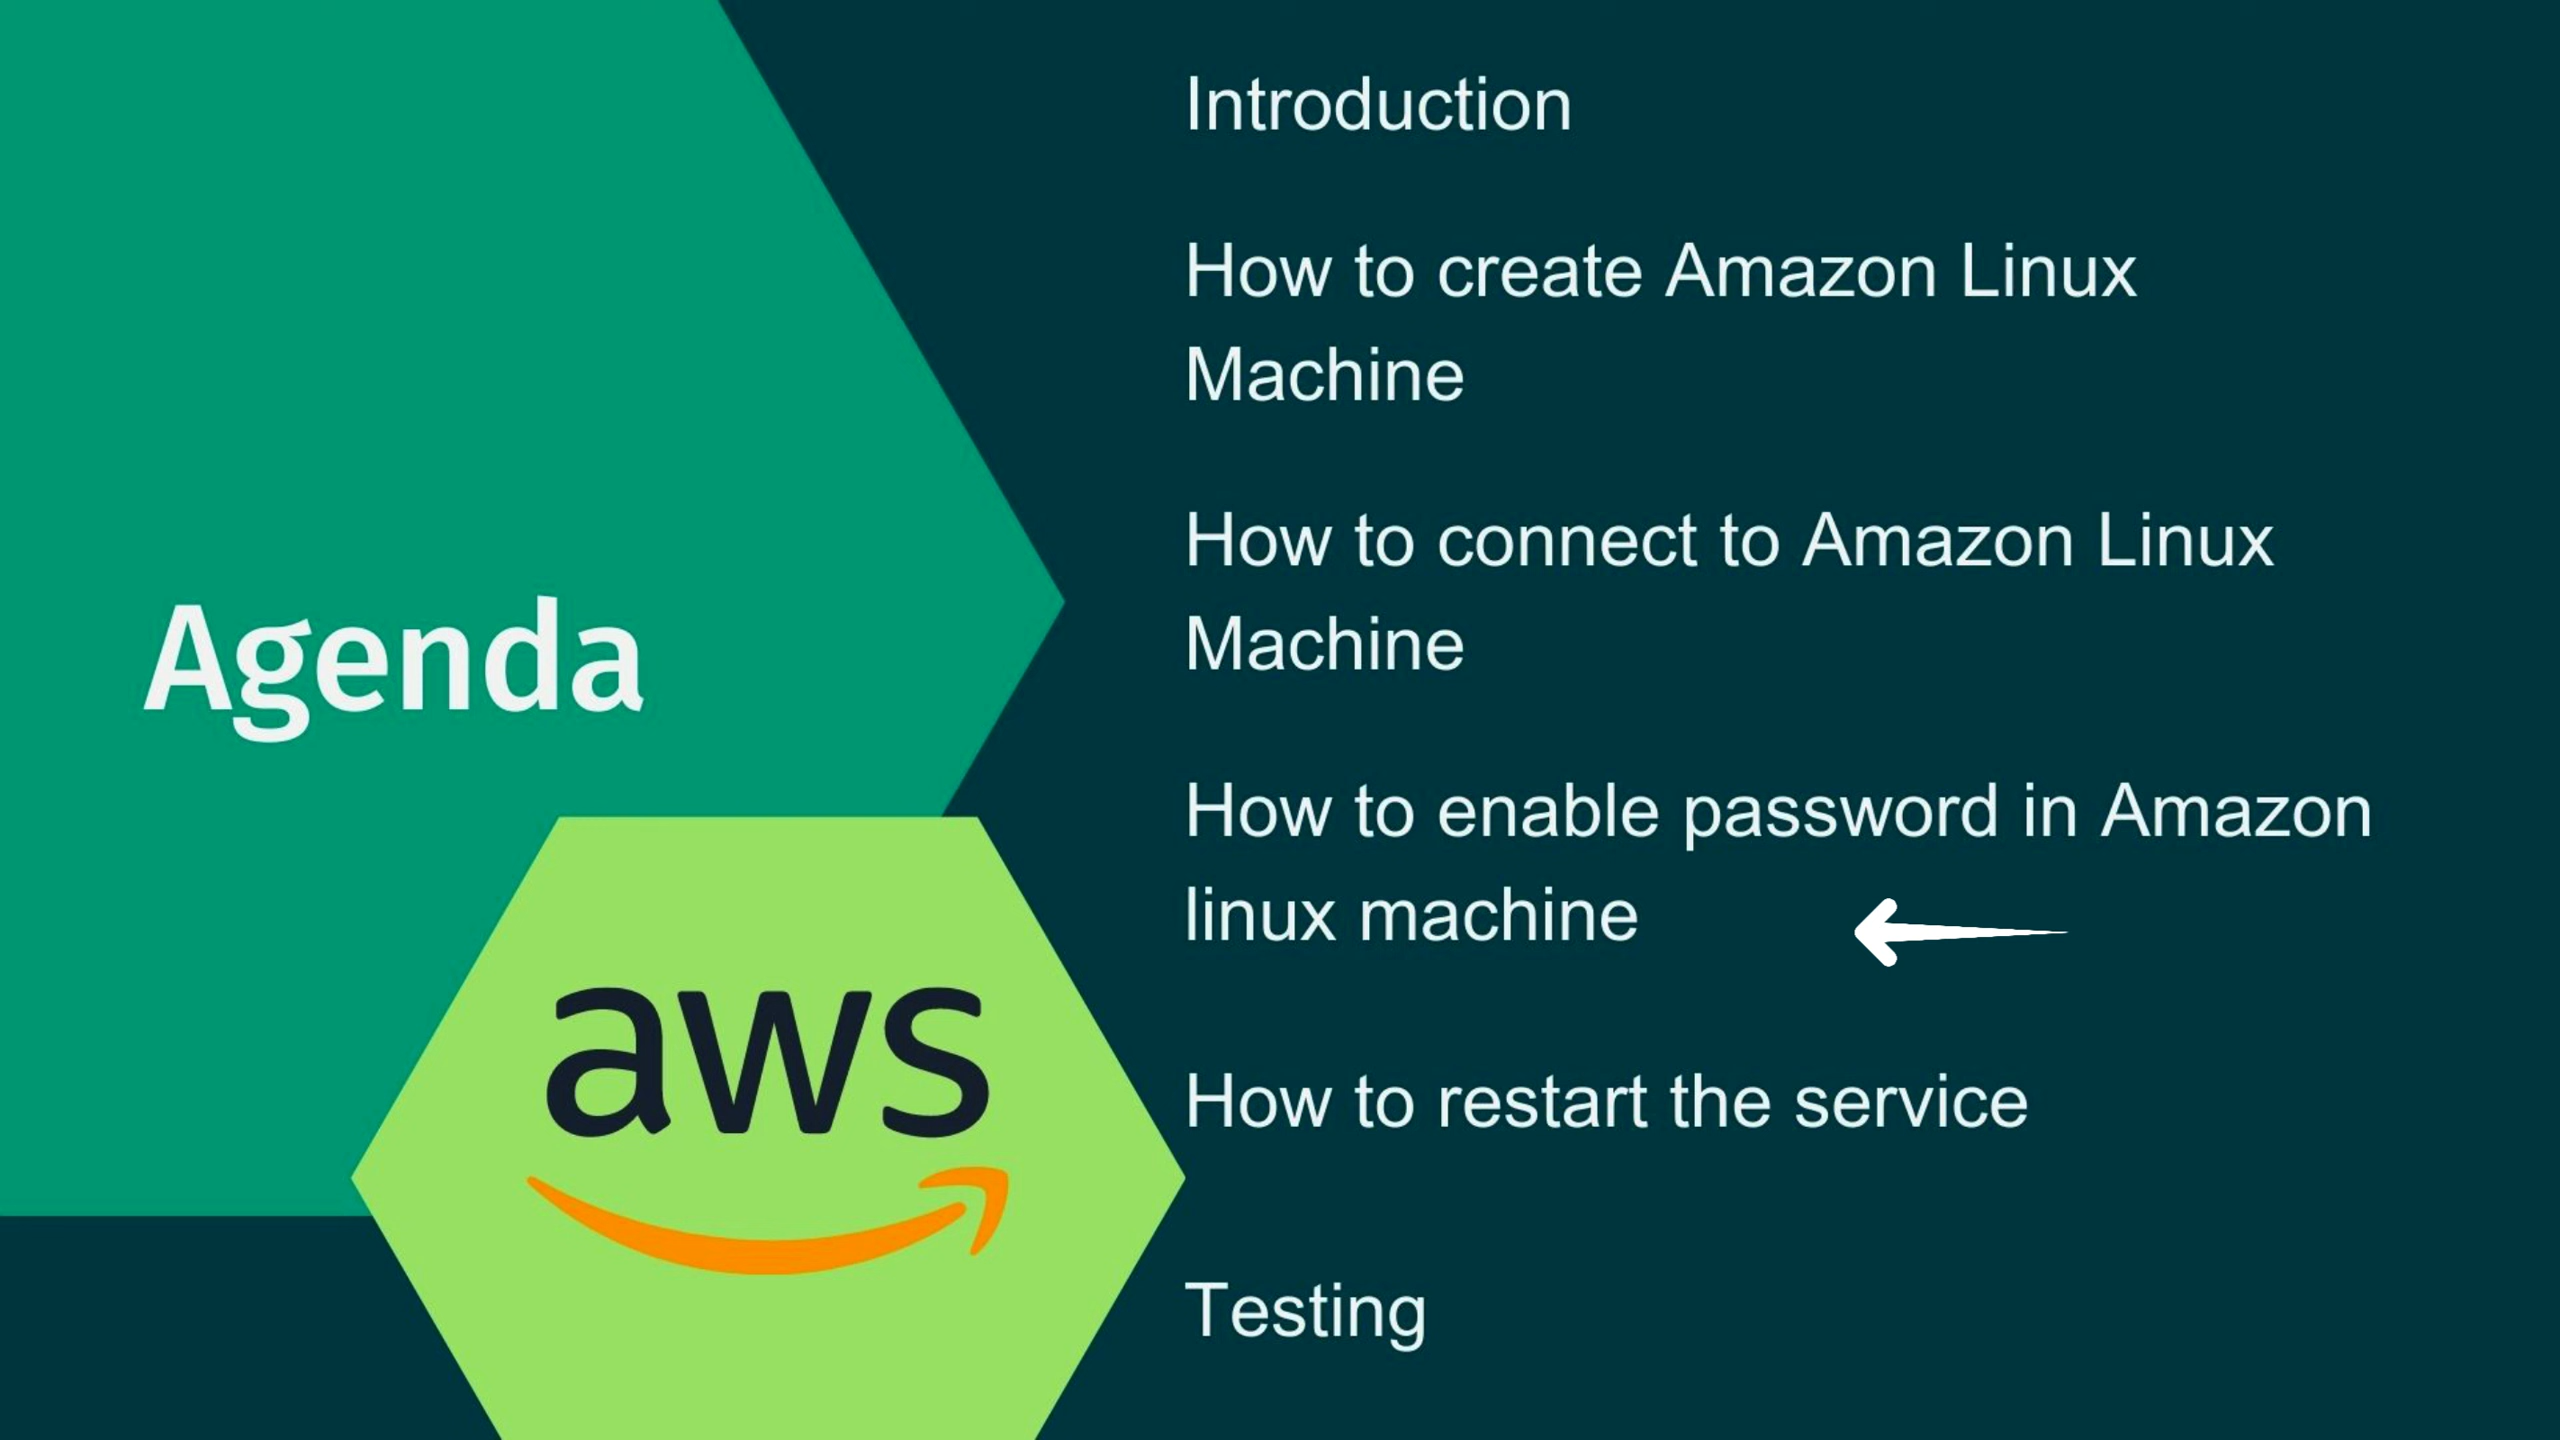 Agenda
aws
Introduction
How to create Amazon Linux
Machine
How to connect to Amazon Linux
Machine
How to enable password in Amazon
linux machine
How to restart the service
Testing